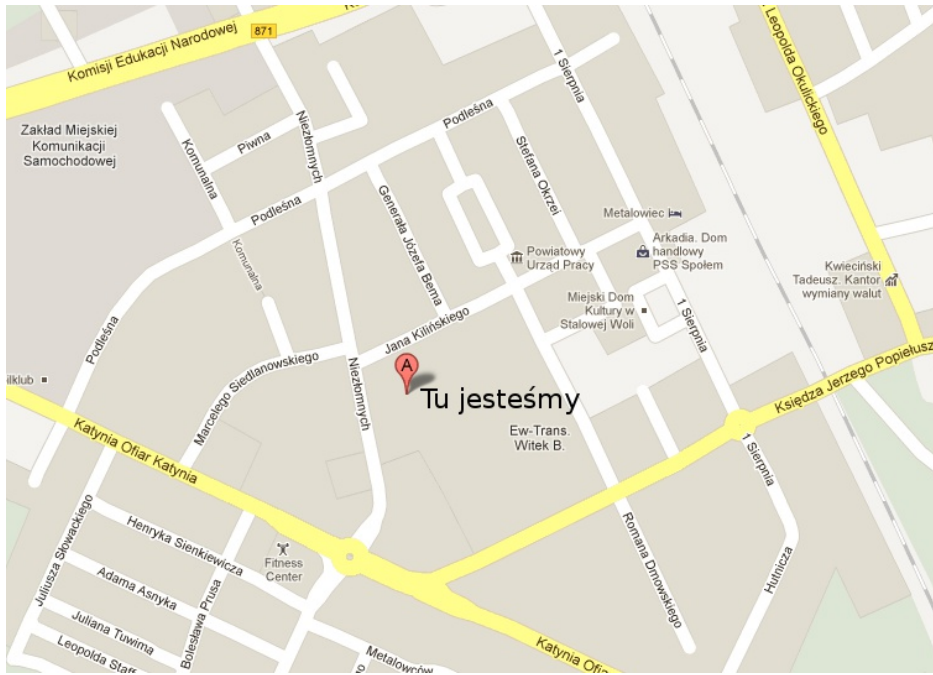 Komisji Edukacji Narodowej
871
Zakład Miejskiej
Komunikacji
Samochodowej
Komunalna
Piwna
Niezłomnych
Podleśna
1 Sierpnia
Leopolda Okulickiego
Podleśna
Komunalna
Generała Józefa Bema
Stefana Okrzei
Metalowiec
Powiatowy
Urząd Pracy
Arkadia. Dom
handlowy
PSS Społem
Kwieciński
Tadeusz. Kantor
wymiany walut
Miejski Dom
Kultury w
Stalowej Woli
1 Sierpnia
Podleśna
Jana Kilińskiego
Marcelego Siedlanowskiego
Niezłomnych
A
Tu jesteśmy
Księdza Jerzego Popiełusz
Katynia Ofiar Katynia
Ew-Trans.
Witek B.
1 Sierpnia
Juliusza Słowackiego
Henryka Sienkiewicza
Fitness
Center
Romana Dmowskiego
Hutnicza
Adama Asnyka
Bolesława Prusa
Juliana Tuwima
Leopolda Staff
Metalowców
Katynia Ofia